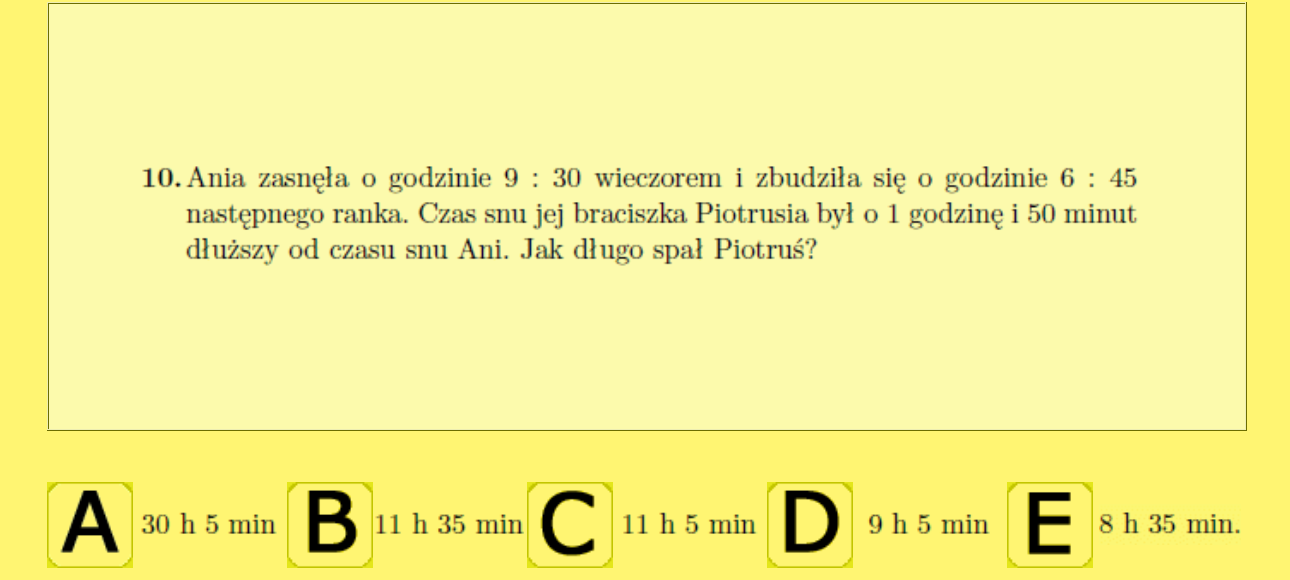 10. Ania zasnęła o godzinie 9 : 30 wieczorem i zbudziła się o godzinie 6 : 45
następnego ranka. Czas snu jej braciszka Piotrusia był o 1 godzinę i 50 minut
dłuższy od czasu snu Ani. Jak długo spał Piotruś?
A 30 h 5 min B 11 h 35 min C 11 h 5 min D 9 h 5 min E 8 h 35 min.